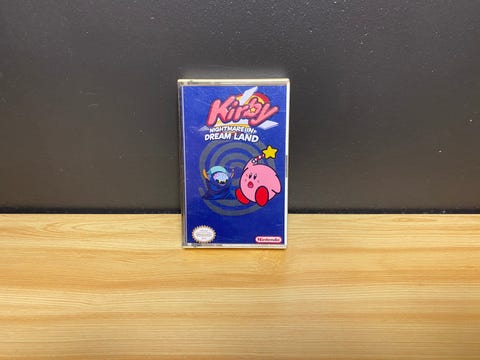 Kirby
NIGHTMARE IN
DREAM LAND
Nintendo